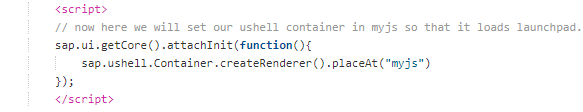 <script>
// now here we will set our ushell container in myjs so that it loads launchpad.
sap.ui.getCore().attachInit(function(){
sap.ushell.Container.createRenderer().placeAt("myjs")
});
</script>